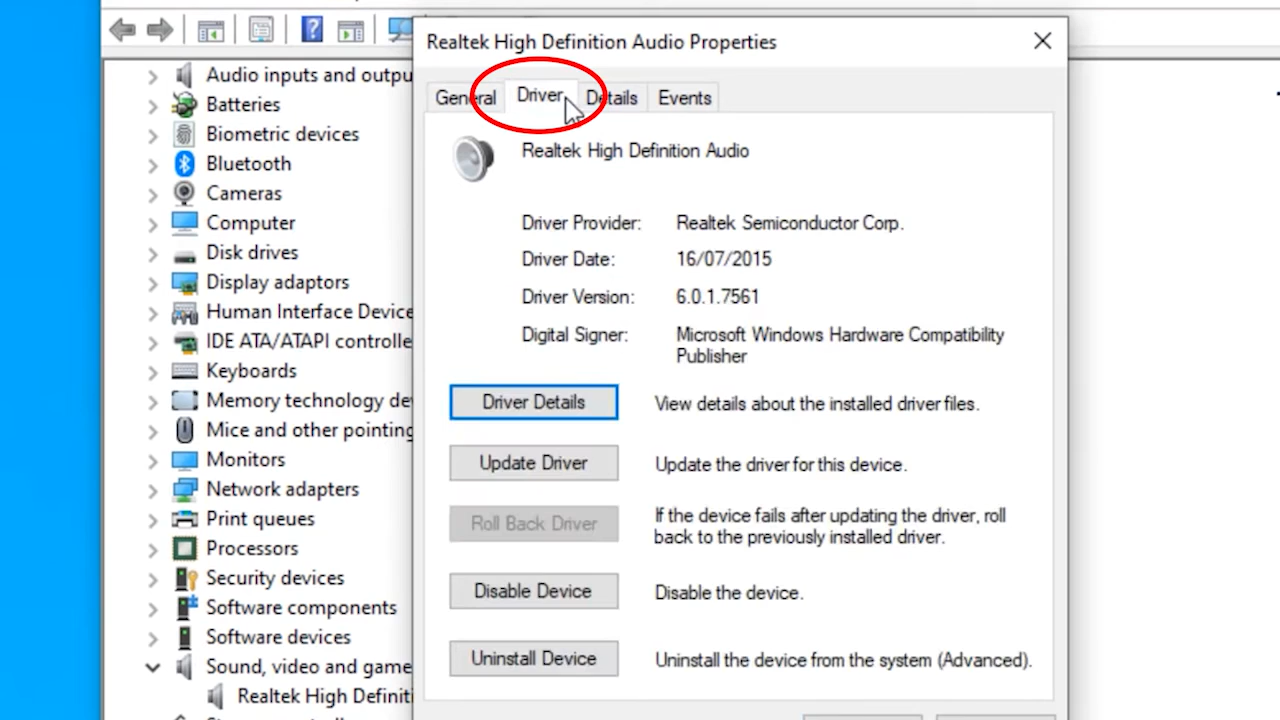 Realtek High Definition Audio Properties
General Driver Details Events
Realtek High Definition Audio
Driver Provider: Realtek Semiconductor Corp.
Driver Date: 16/07/2015
Driver Version: 6.0.1.7561
Digital Signer: Microsoft Windows Hardware Compatibility
Publisher
Driver Details View details about the installed driver files.
Update Driver Update the driver for this device.
Roll Back Driver If the device fails after updating the driver, roll
back to the previously installed driver.
Disable Device Disable the device.
Uninstall Device Uninstall the device from the system (Advanced).
Audio inputs and outpu
Batteries
Biometric devices
Bluetooth
Cameras
Computer
Disk drives
Display adaptors
Human Interface Device
IDE ATA/ATAPI controlle
Keyboards
Memory technology de
Mice and other pointing
Monitors
Network adapters
Print queues
Processors
Security devices
Software components
Software devices
Sound, video and game
Realtek High Definiti